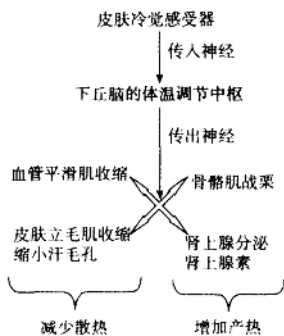 皮肤冷觉感受器
传入神经
下丘脑的体温调节中枢
传出神经
血管平滑肌收缩
骨骼肌战栗
皮肤立毛肌收缩
缩小汗毛孔
肾上腺分泌
肾上腺素
减少散热
增加产热